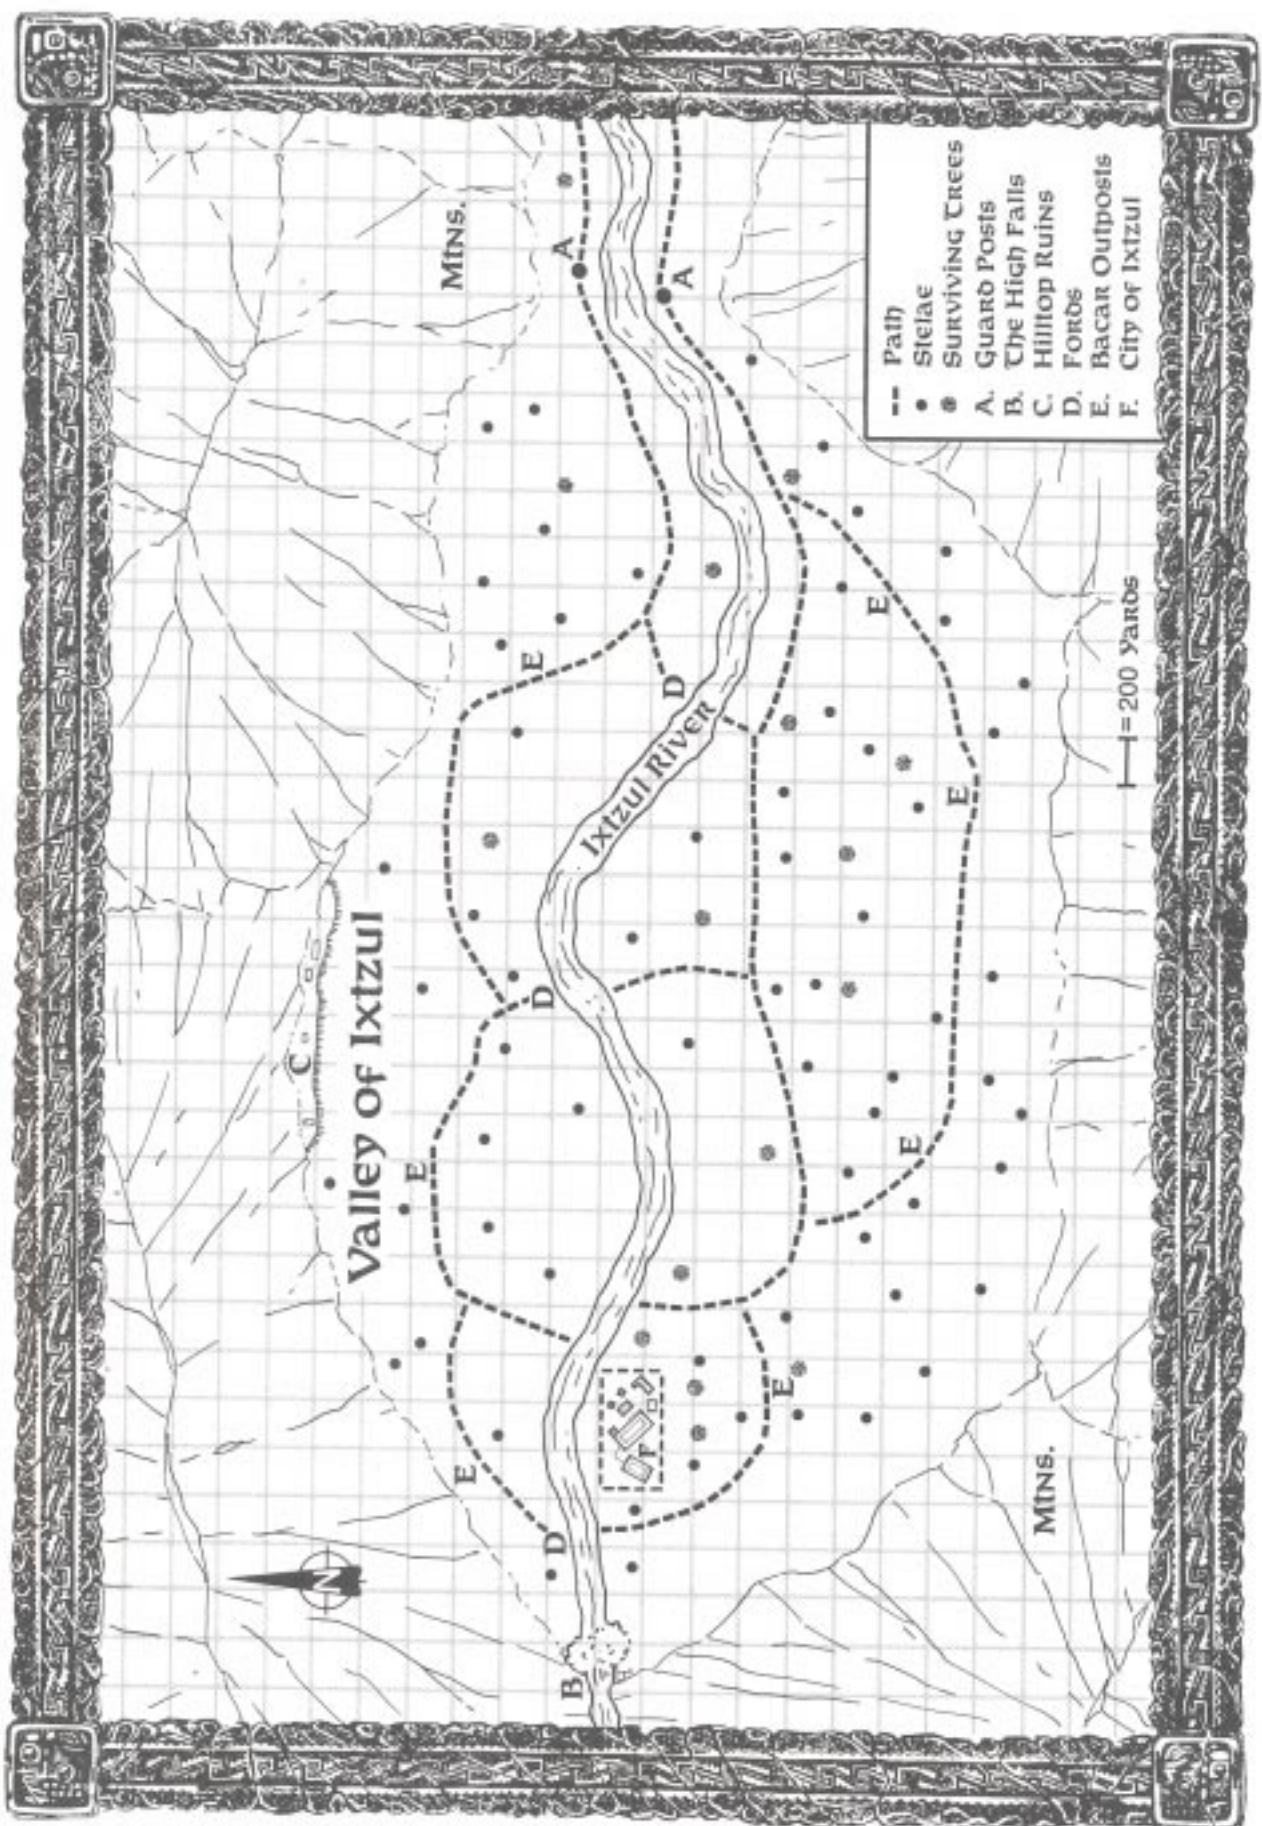 C
N
Valley of Ixtzul
E
Mtns.
E
E
D
D
A
B
Ixtzul River
F
D
A
E
E
E
E
Mtns.
= 200 Yards
Path
Stelae
Surviving Trees
A. Guard Posts
B. The High Falls
C. Hilltop Ruins
D. Fords
E. Bacar Outposts
F. City of Ixtzul